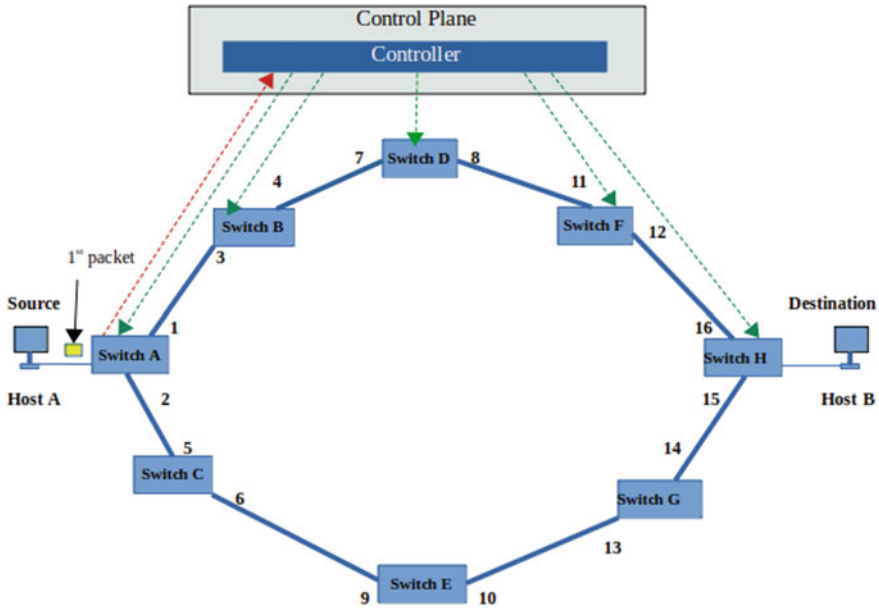 Control Plane
Controller
7
Switch D
8
4
11
Switch B
Switch F
12
3
1st packet
Source
Destination
1
16
Switch A
Switch H
Host A
2
15
Host B
5
14
Switch C
6
Switch G
13
Switch E
9
10